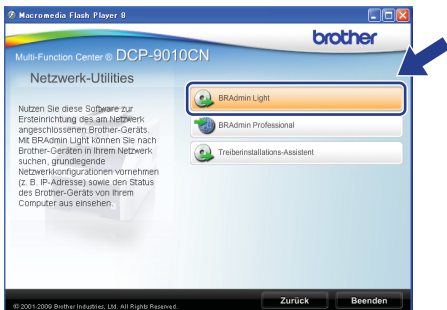 Macromedia Flash Player 8
brother
Multi-Function Center ® DCP-9010CN
Netzwerk-Utilities
Nutzen Sie diese Software zur
Ersteinrichtung des am Netzwerk
angeschlossenen Brother-Geräts.
Mit BRAdmin Light können Sie nach
Brother-Geräten in Ihrem Netzwerk
suchen, grundlegende
Netzwerkkonfigurationen vornehmen
(z. B. IP-Adresse) sowie den Status
des Brother-Geräts von Ihrem
Computer aus einsehen.
BRAdmin Light
BRAdmin Professional
Treiberinstallations-Assistent
© 2001-2009 Brother Industries, Ltd. All Rights Reserved.
Zurück
Beenden